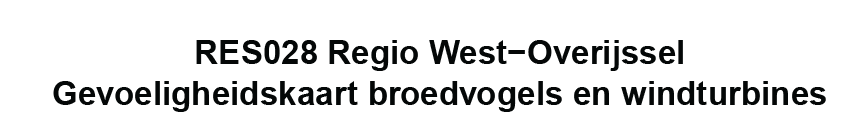 RES028 Regio West−Overijssel
Gevoeligheidskaart broedvogels en windturbines